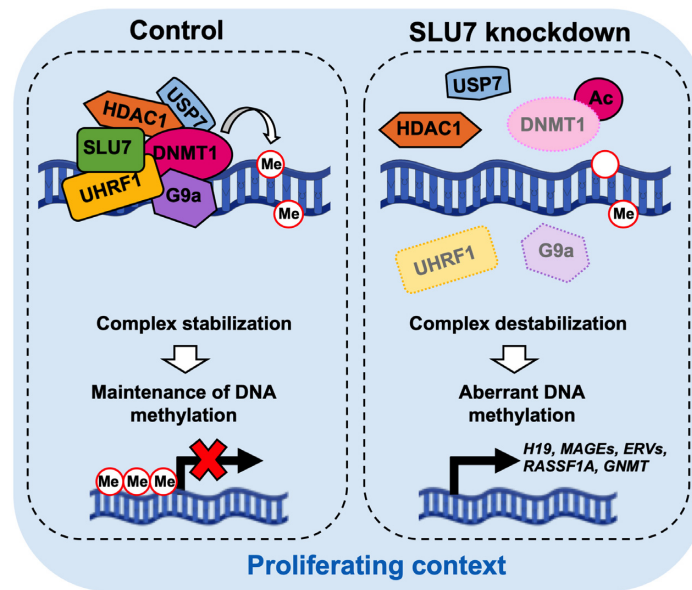 Control
USP7
HDAC1
SLU7
DNMT1
UHRF1
G9a
Me
Me
Complex stabilization
Maintenance of DNA
methylation
Me Me Me
SLU7 knockdown
USP7
Ac
HDAC1
DNMT1
Me
UHRF1
G9a
Complex destabilization
Aberrant DNA
methylation
H19, MAGEs, ERVs,
RASSF1A, GNMT
Proliferating context